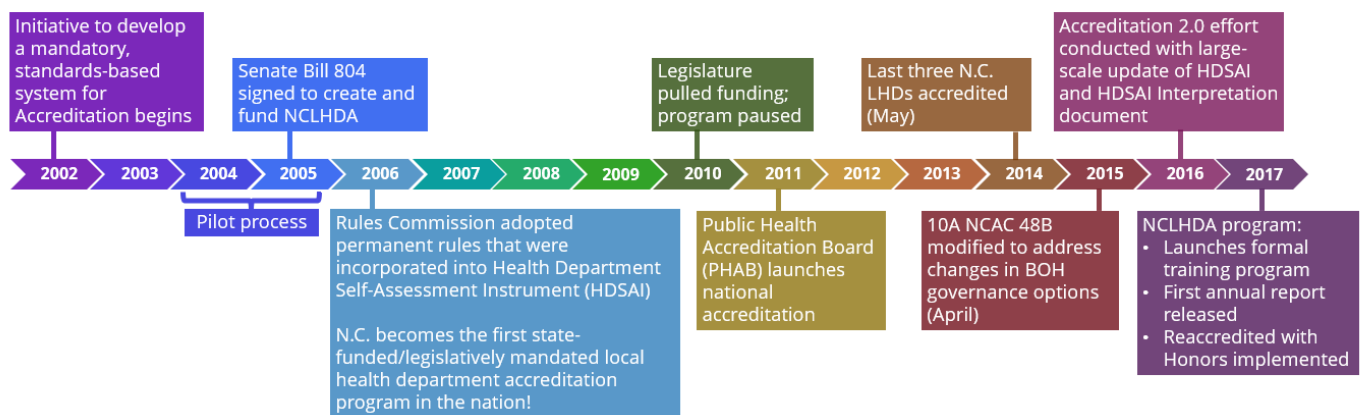 Initiative to develop
a mandatory,
standards-based
system for
Accreditation begins
Senate Bill 804
signed to create and
fund NCLHDA
Legislature
pulled funding;
program paused
Last three N.C.
LHDs accredited
(May)
Accreditation 2.0 effort
conducted with large-
scale update of HDSAI
and HDSAI Interpretation
document
2002 2003 2004 2005 2006 2007 2008 2009 2010 2011 2012 2013 2014 2015 2016 2017
Pilot process
Rules Commission adopted
permanent rules that were
incorporated into Health Department
Self-Assessment Instrument (HDSAI)
N.C. becomes the first state-
funded/legislatively mandated local
health department accreditation
program in the nation!
Public Health
Accreditation Board
(PHAB) launches
national
accreditation
10A NCAC 48B
modified to address
changes in BOH
governance options
(April)
NCLHDA program:
• Launches formal
training program
• First annual report
released
• Reaccredited with
Honors implemented